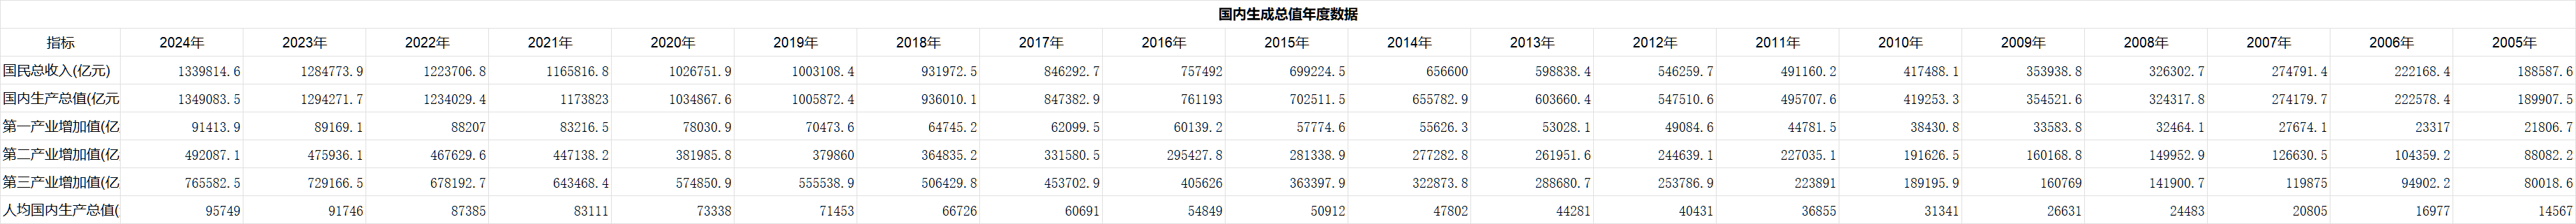 国内生成总值年度数据
指标 2024年 2023年 2022年 2021年 2020年 2019年 2018年 2017年 2016年 2015年 2014年 2013年 2012年 2011年 2010年 2009年 2008年 2007年 2006年 2005年
国民总收入(亿元) 1339814.6 1284773.9 1223706.8 1165816.8 1026751.9 1003108.4 931972.5 846292.7 757492 699224.5 656600 598838.4 546259.7 491160.2 417488.1 353938.8 326302.7 274791.4 222168.4 188587.6
国内生产总值(亿元 1349083.5 1294271.7 1234029.4 1173823 1034867.6 1005872.4 936010.1 847382.9 761193 702511.5 655782.9 603660.4 547510.6 495707.6 419253.3 354521.6 324317.8 274179.7 222578.4 189907.5
第一产业增加值(亿 91413.9 89169.1 88207 83216.5 78030.9 70473.6 64745.2 62099.5 60139.2 57774.6 55626.3 53028.1 49084.6 44781.5 38430.8 33583.8 32464.1 27674.1 23317 21806.7
第二产业增加值(亿 492087.1 475936.1 467629.6 447138.2 381985.8 379860 364835.2 331580.5 295427.8 281338.9 277282.8 261951.6 244639.1 227035.1 191626.5 160168.8 149952.9 126630.5 104359.2 88082.2
第三产业增加值(亿 765582.5 729166.5 678192.7 643468.4 574850.9 555538.9 506429.8 453702.9 405626 363397.9 322873.8 288680.7 253786.9 223891 189195.9 160769 141900.7 119875 94902.2 80018.6
人均国内生产总值( 95749 91746 87385 83111 73338 71453 66726 60691 54849 50912 47802 44281 40431 36855 31341 26631 24483 20805 16977 14567